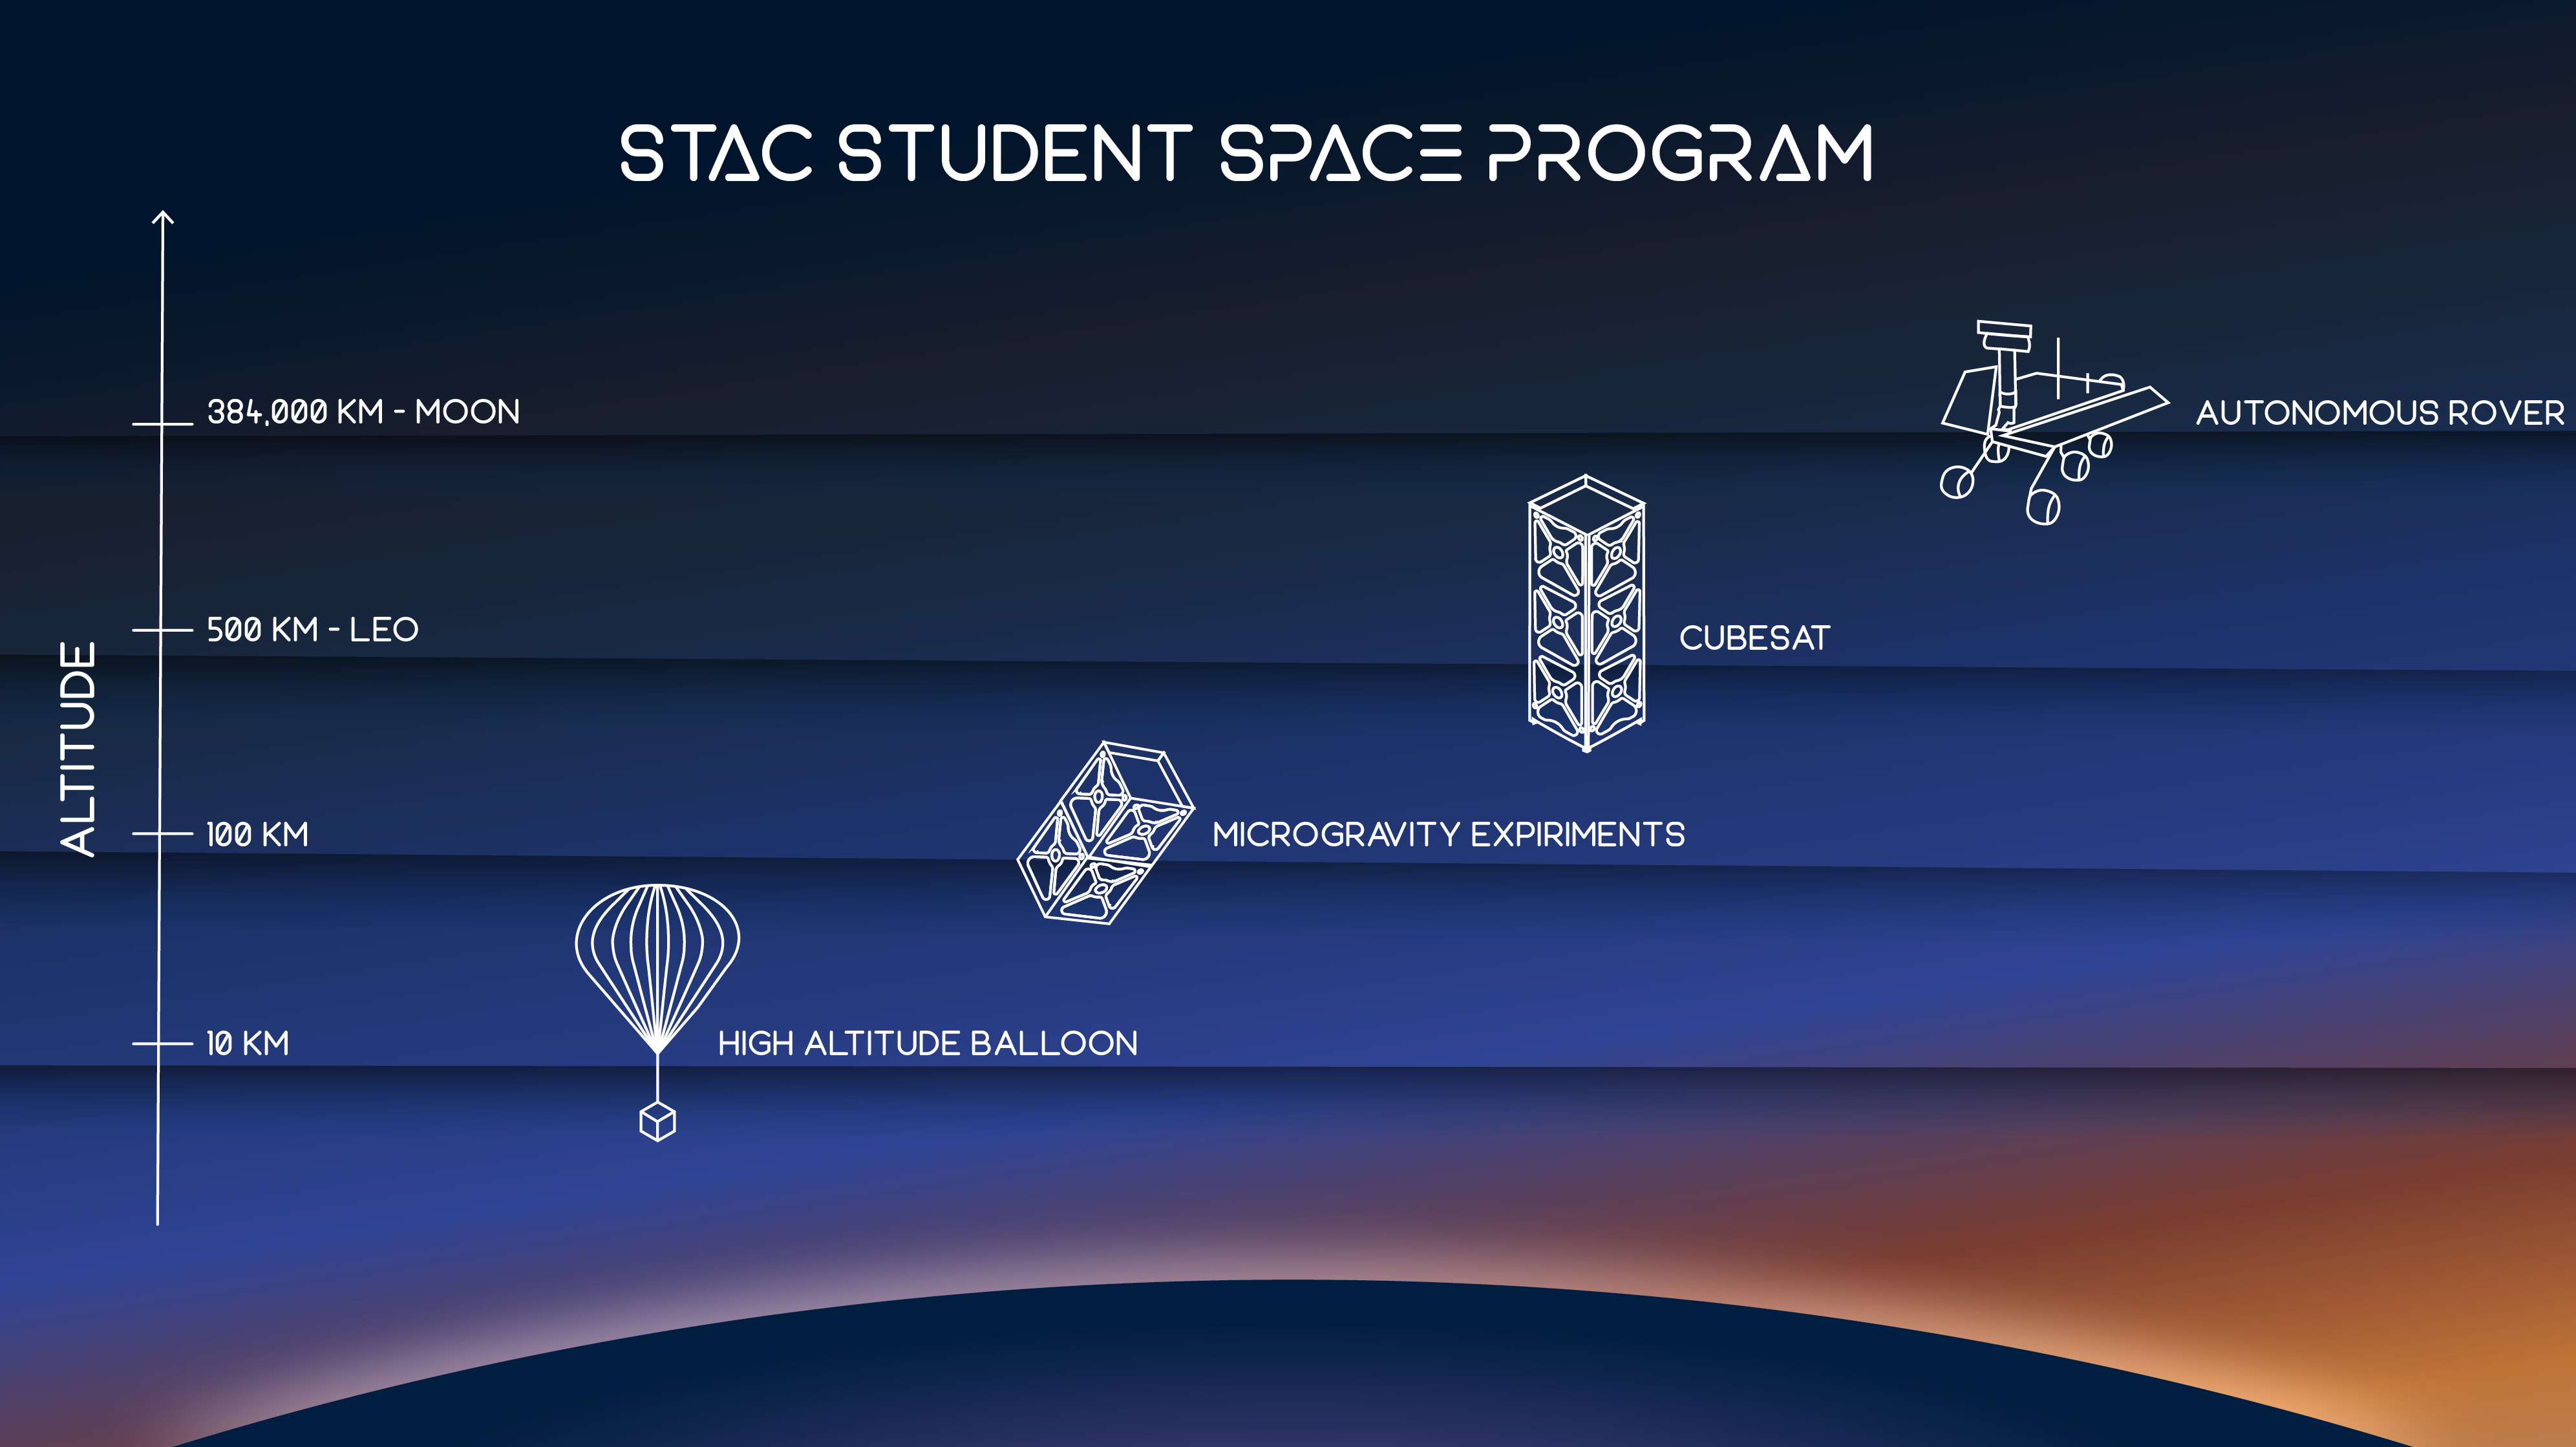 STAC STUDENT SPACE PROGRAM
384,000 KM - MOON
AUTONOMOUS ROVER
500 KM - LEO
CUBESAT
ALTITUDE
100 KM
MICROGRAVITY EXPIRIMENTS
10 KM
HIGH ALTITUDE BALLOON